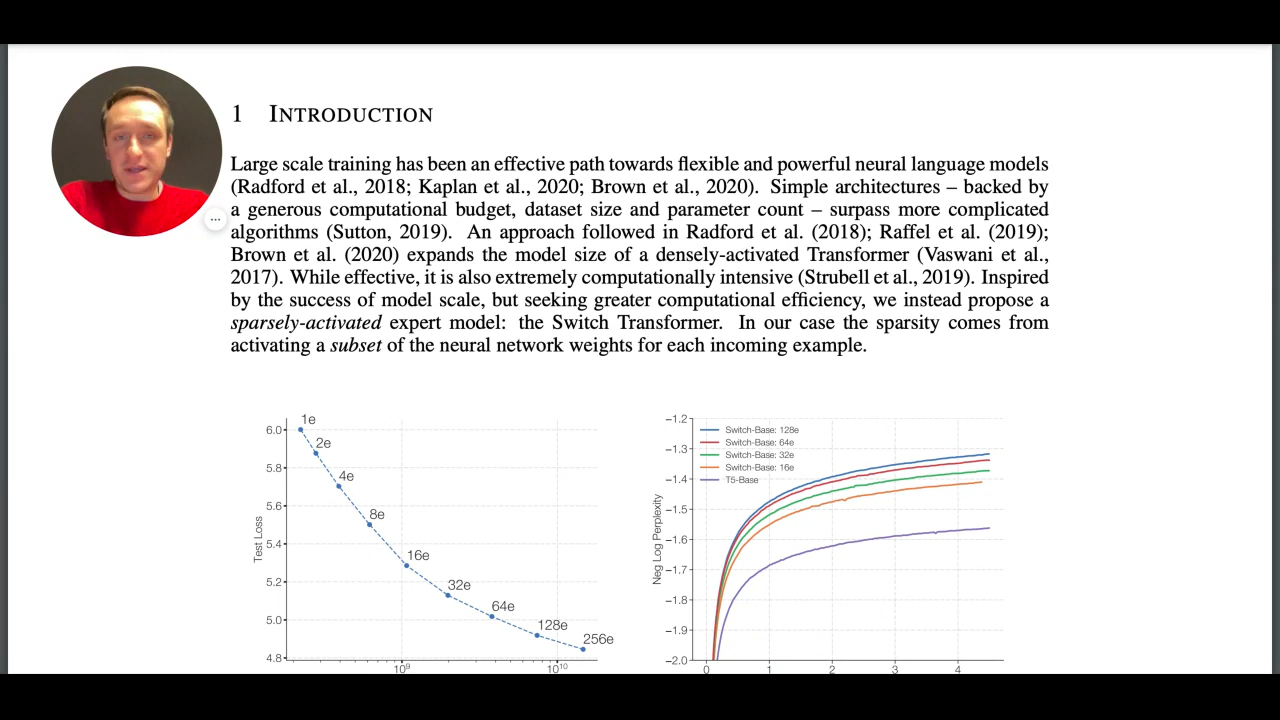 1 INTRODUCTION
Large scale training has been an effective path towards flexible and powerful neural language models
(Radford et al., 2018; Kaplan et al., 2020; Brown et al., 2020). Simple architectures – backed by
a generous computational budget, dataset size and parameter count – surpass more complicated
algorithms (Sutton, 2019). An approach followed in Radford et al. (2018); Raffel et al. (2019);
Brown et al. (2020) expands the model size of a densely-activated Transformer (Vaswani et al.,
2017). While effective, it is also extremely computationally intensive (Strubell et al., 2019). Inspired
by the success of model scale, but seeking greater computational efficiency, we instead propose a
sparsely-activated expert model: the Switch Transformer. In our case the sparsity comes from
activating a subset of the neural network weights for each incoming example.
Test Loss
6.0
5.8
5.6
5.4
5.2
5.0
4.8
1e
2e
4e
8e
16e
32e
64e
128e
256e
10⁹
10¹⁰
Neg Log Perplexity
−1.2
−1.3
−1.4
−1.5
−1.6
−1.7
−1.8
−1.9
−2.0
Switch-Base: 128e
Switch-Base: 64e
Switch-Base: 32e
Switch-Base: 16e
T5-Base
0
1
2
3
4